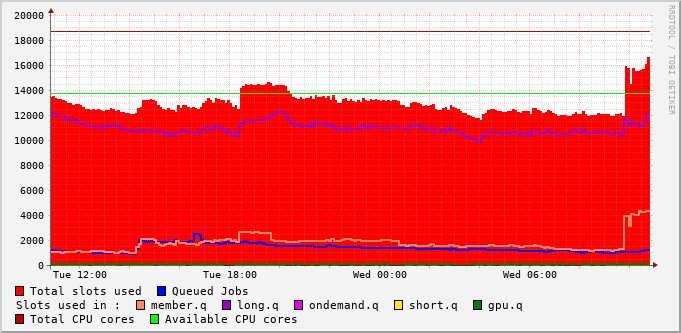 20000
18000
16000
14000
12000
10000
8000
6000
4000
2000
0
Tue 12:00 Tue 18:00 Wed 00:00 Wed 06:00
RRDTOOL / TOBI OETIKER
Total slots used Queued Jobs
Slots used in : member.q long.q ondemand.q short.q gpu.q
Total CPU cores Available CPU cores